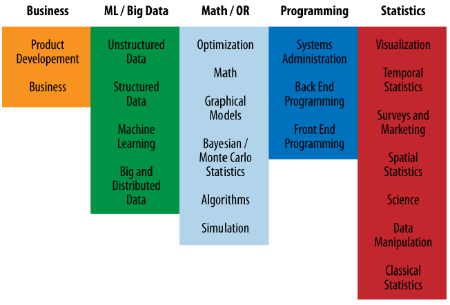 Business
Product
Developement
Business
ML / Big Data
Unstructured
Data
Structured
Data
Machine
Learning
Big and
Distributed
Data
Math / OR
Optimization
Math
Graphical
Models
Bayesian /
Monte Carlo
Statistics
Algorithms
Simulation
Programming
Systems
Administration
Back End
Programming
Front End
Programming
Statistics
Visualization
Temporal
Statistics
Surveys and
Marketing
Spatial
Statistics
Science
Data
Manipulation
Classical
Statistics